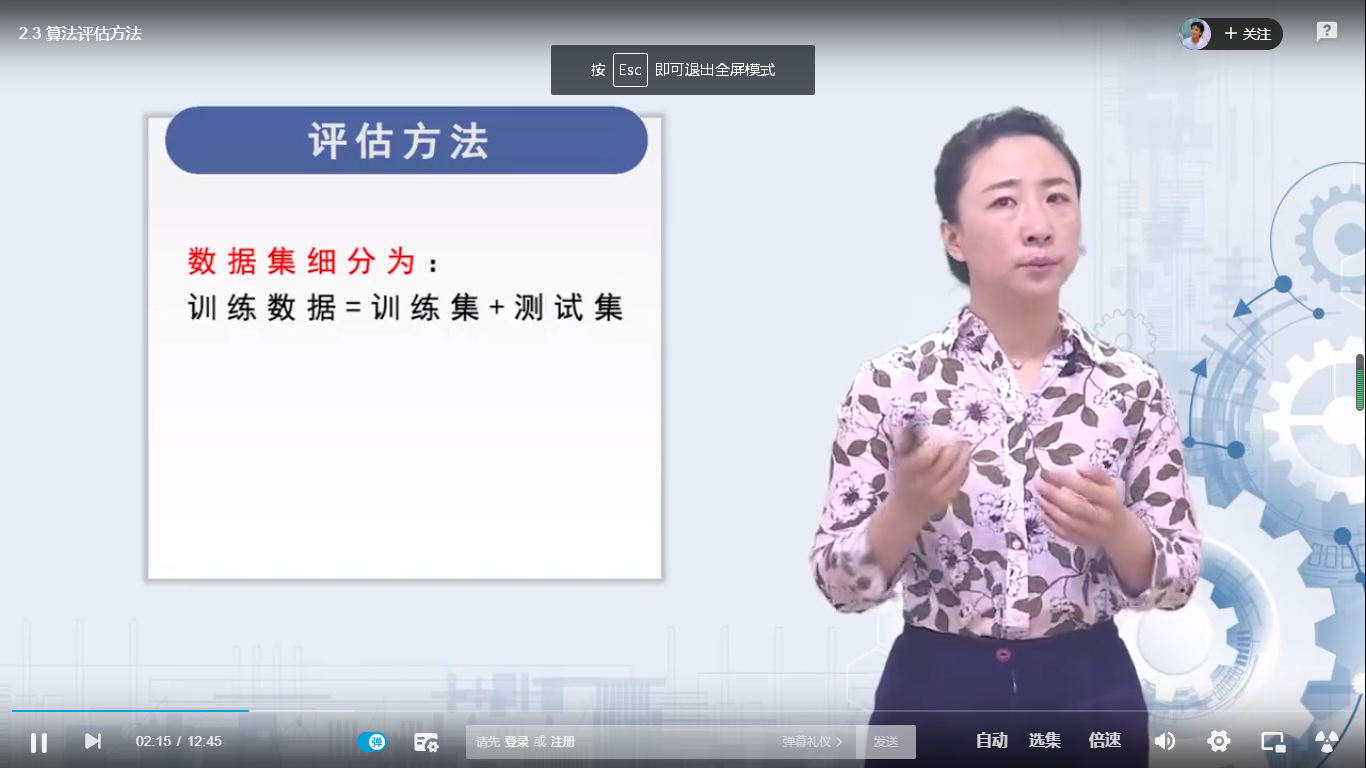 2.3 算法评估方法
+ 关注
?
按 Esc 即可退出全屏模式
评估方法
数据集细分为:
训练数据=训练集+测试集
02:15 / 12:45
弹
请先 登录 或 注册
弹幕礼仪 >
发送
自动
选集
倍速